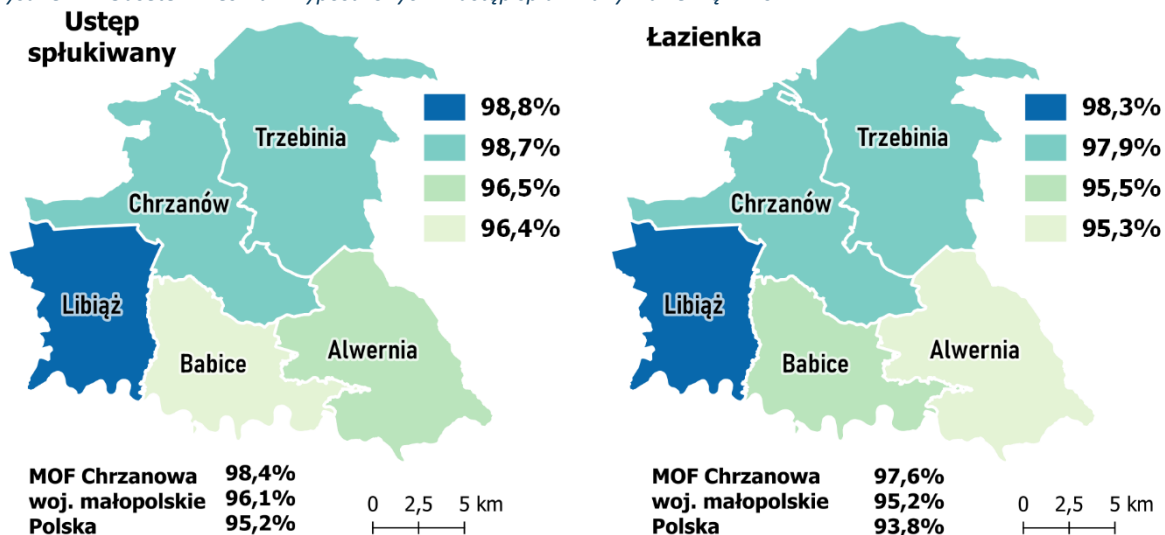 Ustęp
spłukiwany
98,8%
98,7%
96,5%
96,4%
Trzebinia
Chrzanów
Libiąż
Babice
Alwernia
MOF Chrzanowa 98,4%
woj. małopolskie 96,1%
Polska 95,2%
0 2,5 5 km
Łazienka
98,3%
97,9%
95,5%
95,3%
Trzebinia
Chrzanów
Libiąż
Babice
Alwernia
MOF Chrzanowa 97,6%
woj. małopolskie 95,2%
Polska 93,8%
0 2,5 5 km